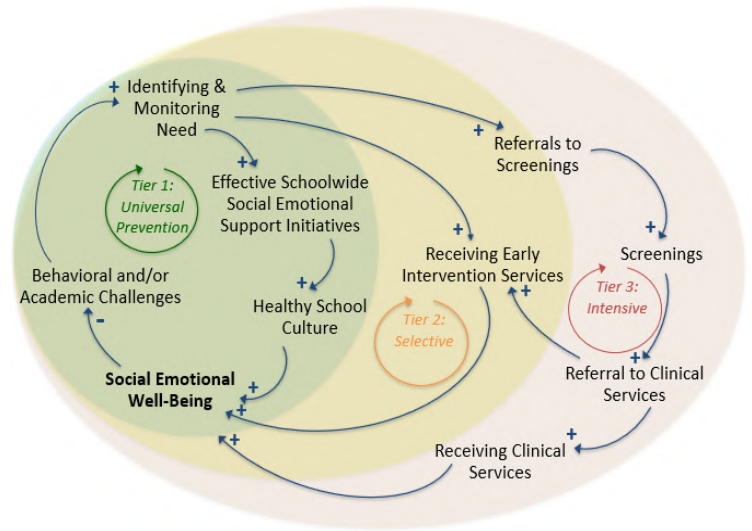 + Identifying &
Monitoring
Need
+ Referrals to
Screenings
Tier 1:
Universal
Prevention
+ Effective Schoolwide
Social Emotional
Support Initiatives
+
Receiving Early
Intervention Services
+
+
Screenings
Behavioral and/or
Academic Challenges
-
+
Healthy School
Culture
Tier 2:
Selective
Tier 3:
Intensive
Social Emotional
Well-Being
+
+
+
+
Referral to Clinical
Services
+
Receiving Clinical
Services